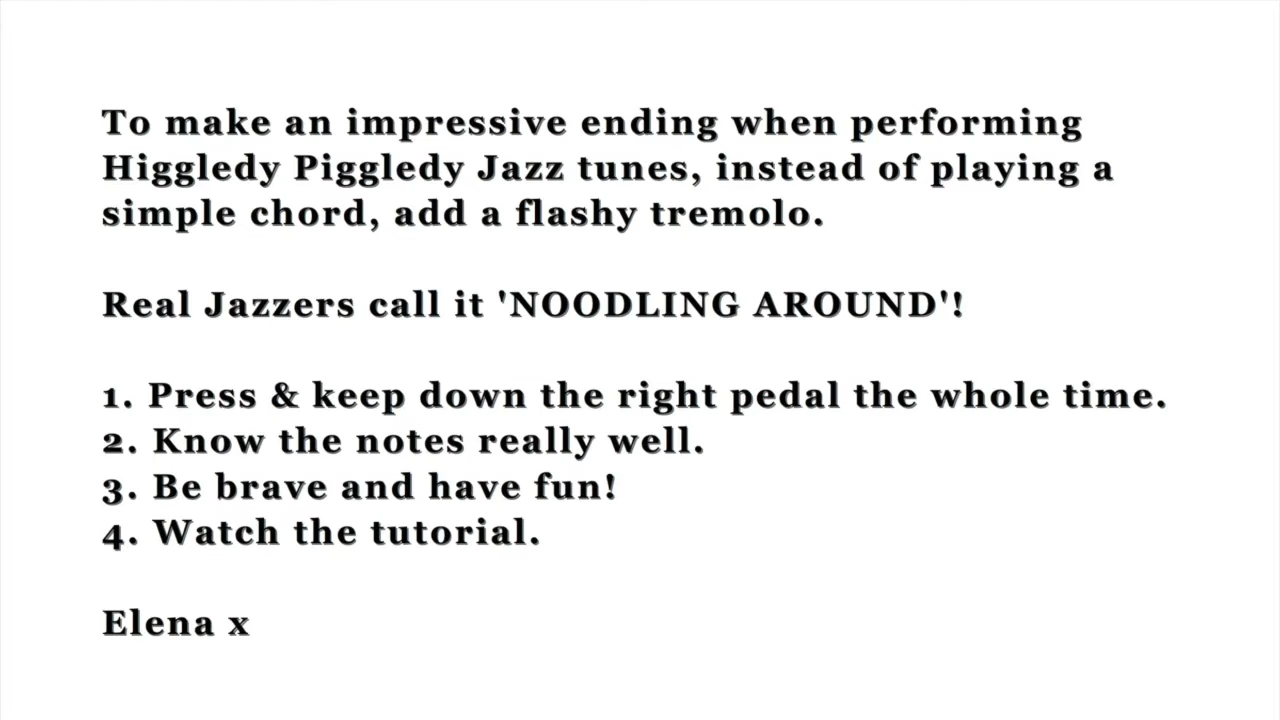 To make an impressive ending when performing
Higgledy Piggledy Jazz tunes, instead of playing a
simple chord, add a flashy tremolo.
Real Jazzers call it 'NOODLING AROUND'!
1. Press & keep down the right pedal the whole time.
2. Know the notes really well.
3. Be brave and have fun!
4. Watch the tutorial.
Elena x